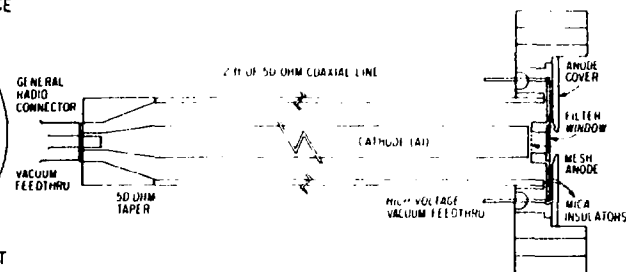 CE
GENERAL
RADIO
CONNECTOR
VACUUM
FEEDTHRU
50 OHM
TAPER
2 ft OF 50 OHM COAXIAL LINE
CATHODE (Al)
HIGH VOLTAGE
VACUUM FEEDTHRU
ANODE
COVER
FILTER
WINDOW
MESH
ANODE
MICA
INSULATORS
T